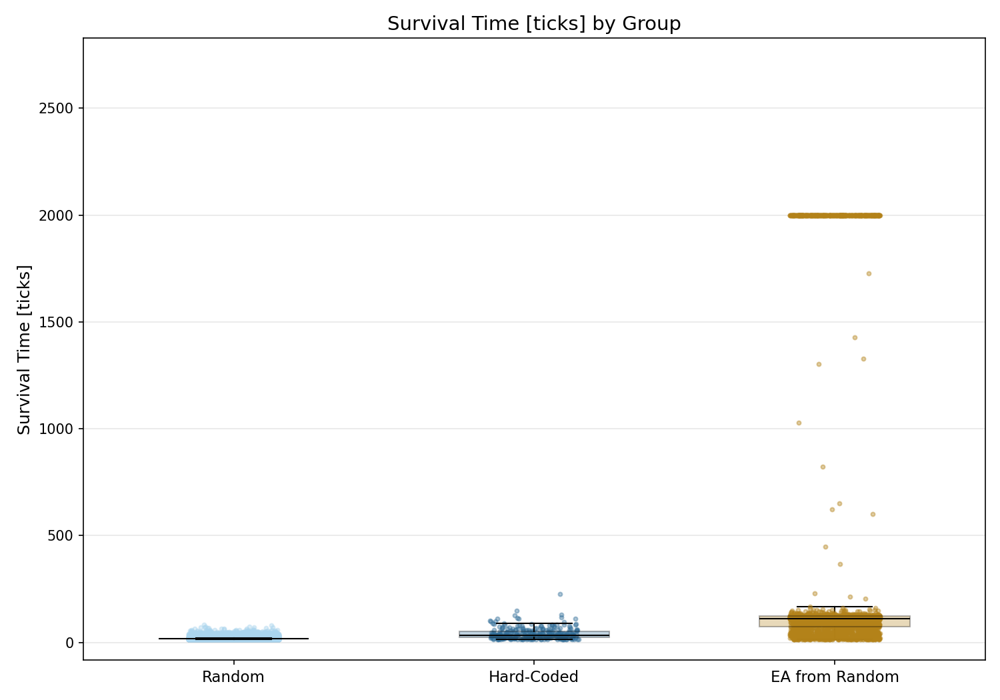 Survival Time [ticks] by Group
Survival Time [ticks]
2500
2000
1500
1000
500
0
Random
Hard-Coded
EA from Random